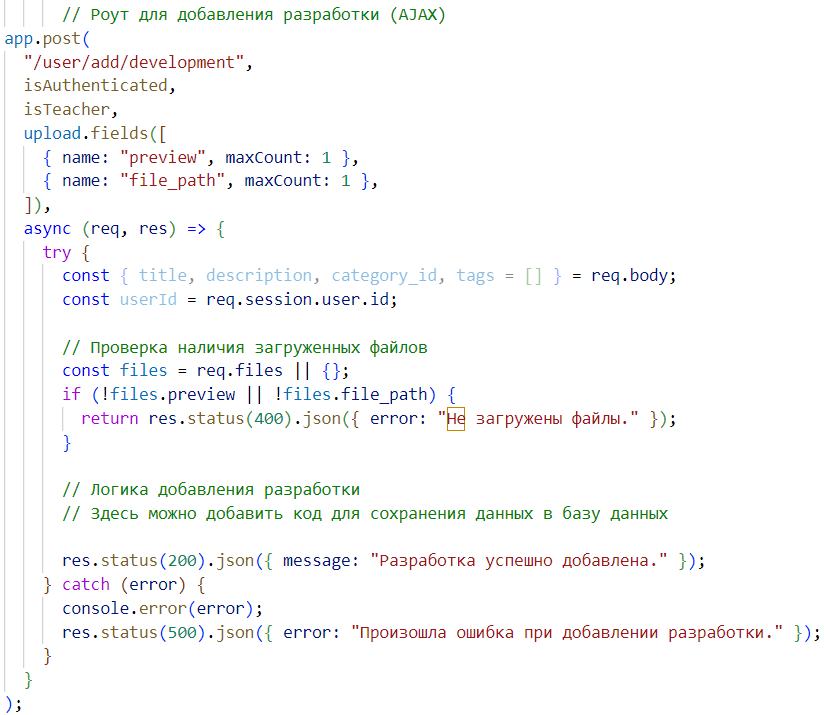 // Роут для добавления разработки (AJAX)
app.post(
  "/user/add/development",
  isAuthenticated,
  isTeacher,
  upload.fields([
    { name: "preview", maxCount: 1 },
    { name: "file_path", maxCount: 1 },
  ]),
  async (req, res) => {
    try {
      const { title, description, category_id, tags = [] } = req.body;
      const userId = req.session.user.id;

      // Проверка наличия загруженных файлов
      const files = req.files || {};
      if (!files.preview || !files.file_path) {
        return res.status(400).json({ error: "Не загружены файлы." });
      }

      // Логика добавления разработки
      // Здесь можно добавить код для сохранения данных в базу данных

      res.status(200).json({ message: "Разработка успешно добавлена." });
    } catch (error) {
      console.error(error);
      res.status(500).json({ error: "Произошла ошибка при добавлении разработки." });
    }
  }
);